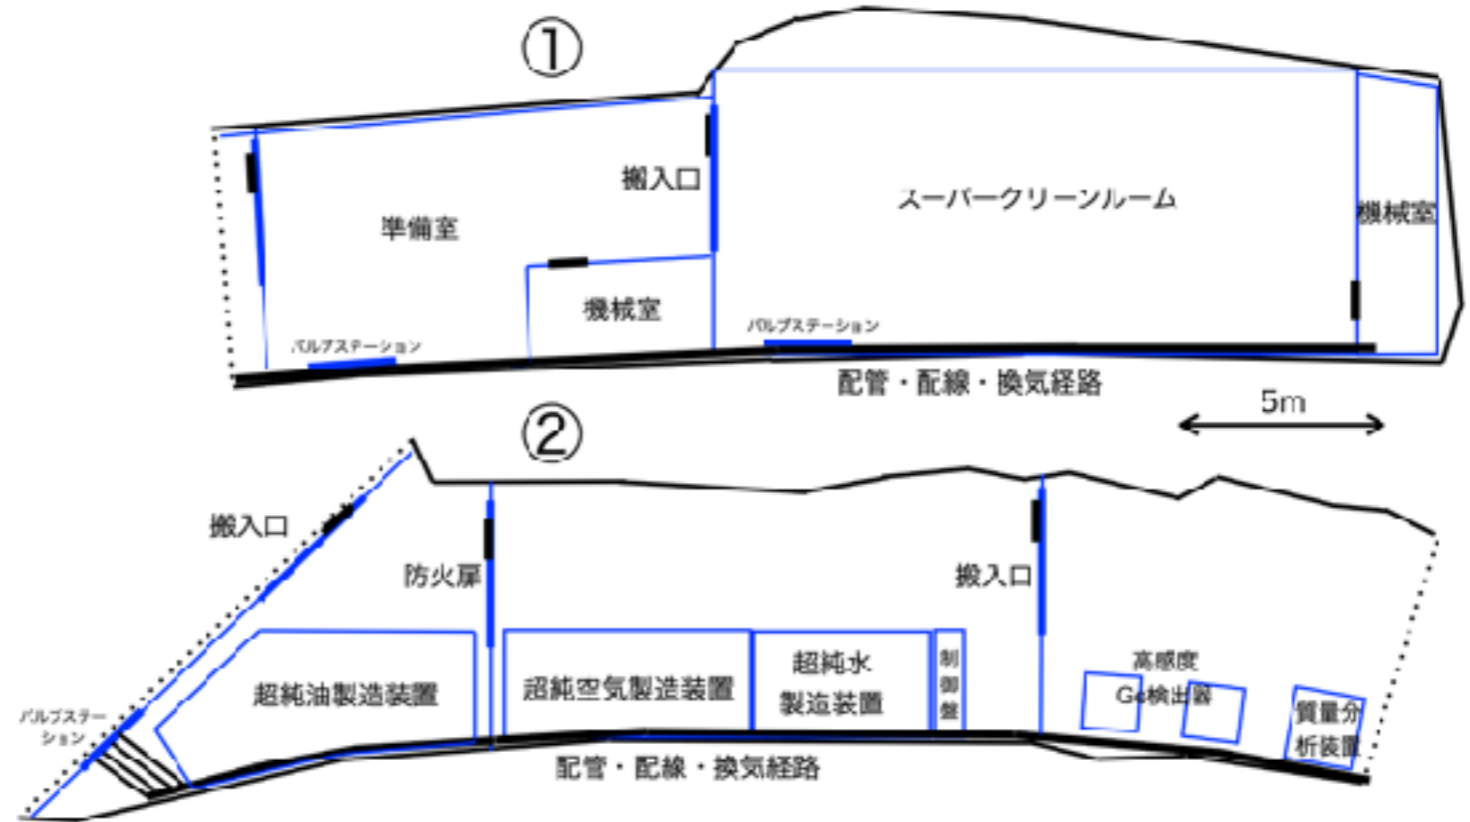 ①
搬入口
スーパークリーンルーム
機械室
準備室
機械室
バルブステーション
バルブステーション
配管・配線・換気経路
5m
②
搬入口
防火扉
搬入口
超純油製造装置
超純空気製造装置
超純水
製造装置
制
御
盤
高感度
Ge検出器
質量分
析装置
バルブステー
ション
配管・配線・換気経路